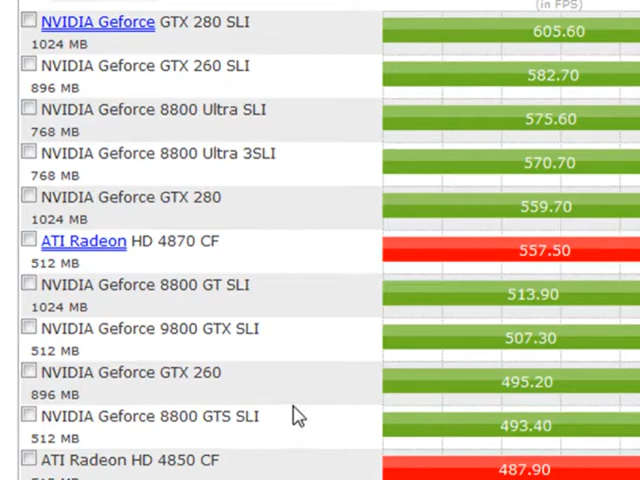 (in FPS)
NVIDIA Geforce GTX 280 SLI
605.60
1024 MB
NVIDIA Geforce GTX 260 SLI
582.70
896 MB
NVIDIA Geforce 8800 Ultra SLI
575.60
768 MB
NVIDIA Geforce 8800 Ultra 3SLI
570.70
768 MB
NVIDIA Geforce GTX 280
559.70
1024 MB
ATI Radeon HD 4870 CF
557.50
512 MB
NVIDIA Geforce 8800 GT SLI
513.90
1024 MB
NVIDIA Geforce 9800 GTX SLI
507.30
512 MB
NVIDIA Geforce GTX 260
495.20
896 MB
NVIDIA Geforce 8800 GTS SLI
493.40
512 MB
ATI Radeon HD 4850 CF
487.90